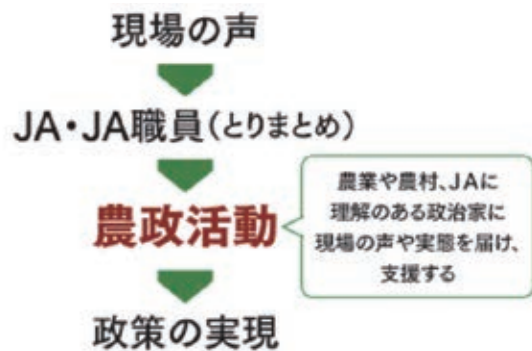 現場の声
JA・JA職員（とりまとめ）
農政活動
農業や農村、JAに
理解のある政治家に
現場の声や実態を届け、
支援する
政策の実現